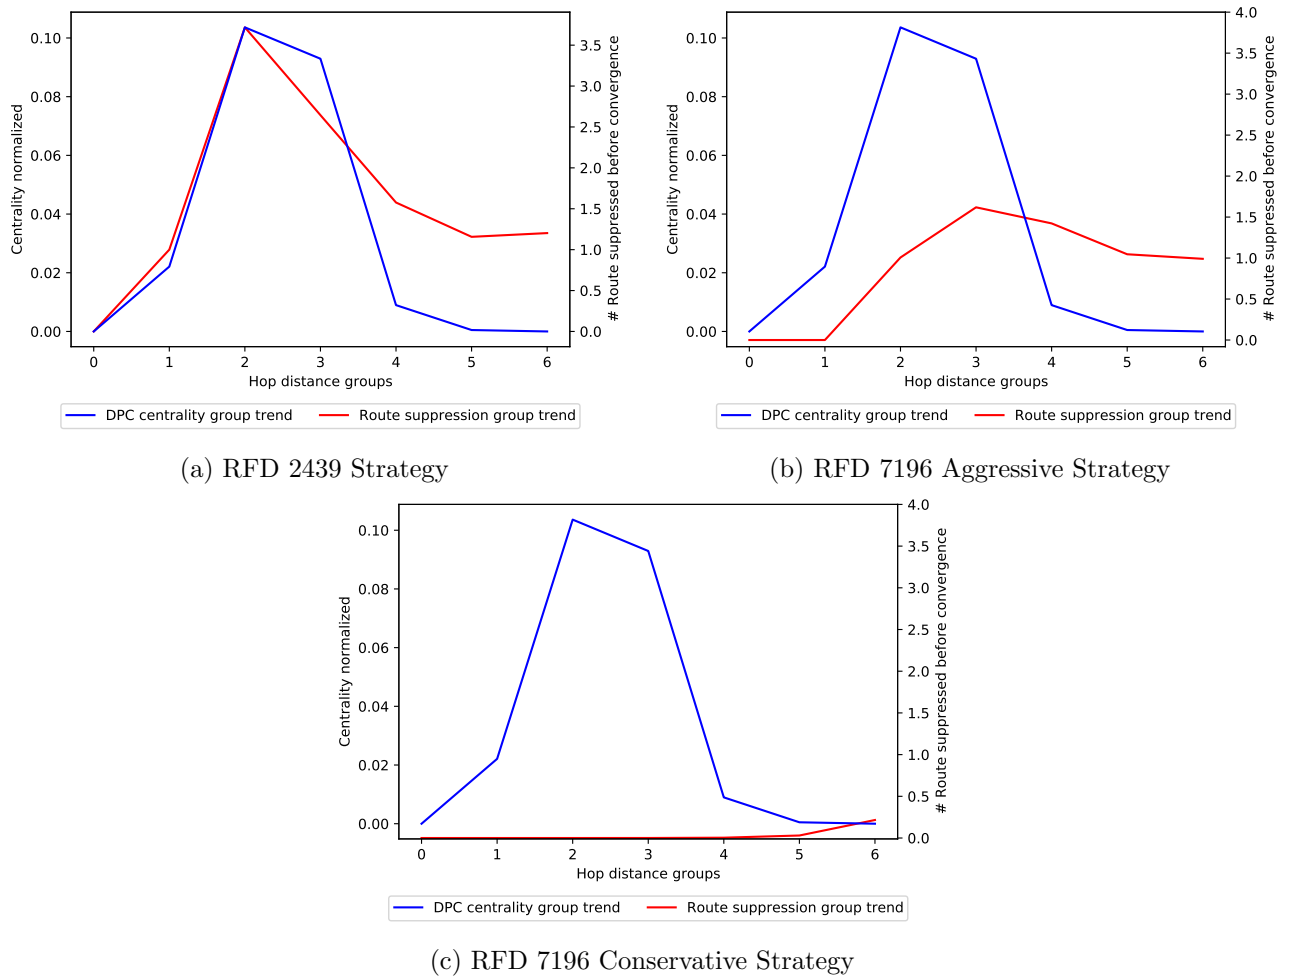 0.10
0.08
0.06
0.04
0.02
0.00
Centrality normalized
3.5
3.0
2.5
2.0
1.5
1.0
0.5
0.0
# Route suppressed before convergence
0 1 2 3 4 5 6
Hop distance groups
DPC centrality group trend Route suppression group trend
(a) RFD 2439 Strategy
0.10
0.08
0.06
0.04
0.02
0.00
Centrality normalized
4.0
3.5
3.0
2.5
2.0
1.5
1.0
0.5
0.0
# Route suppressed before convergence
0 1 2 3 4 5 6
Hop distance groups
DPC centrality group trend Route suppression group trend
(b) RFD 7196 Aggressive Strategy
0.10
0.08
0.06
0.04
0.02
0.00
Centrality normalized
4.0
3.5
3.0
2.5
2.0
1.5
1.0
0.5
0.0
# Route suppressed before convergence
0 1 2 3 4 5 6
Hop distance groups
DPC centrality group trend Route suppression group trend
(c) RFD 7196 Conservative Strategy